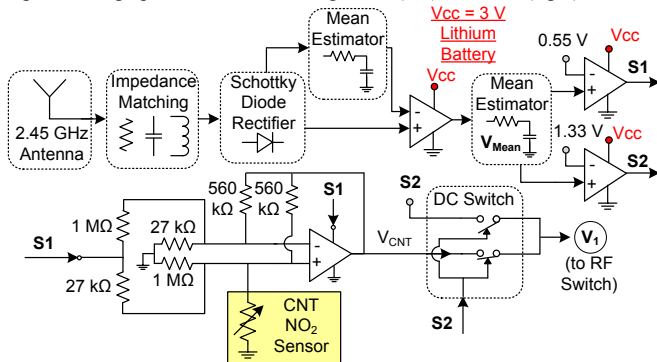 Vcc = 3 V
Lithium
Battery
Mean
Estimator
0.55 V
Vcc
S1
-
+
2.45 GHz
Antenna
Impedance
Matching
Schottky
Diode
Rectifier
Vcc
-
+
Mean
Estimator
V_Mean
1.33 V
Vcc
S2
-
+
S1
1 MΩ
27 kΩ
27 kΩ
1 MΩ
560
kΩ
560
kΩ
S1
-
+
CNT
NO₂
Sensor
V_CNT
S2
DC Switch
S2
V₁
(to RF
Switch)